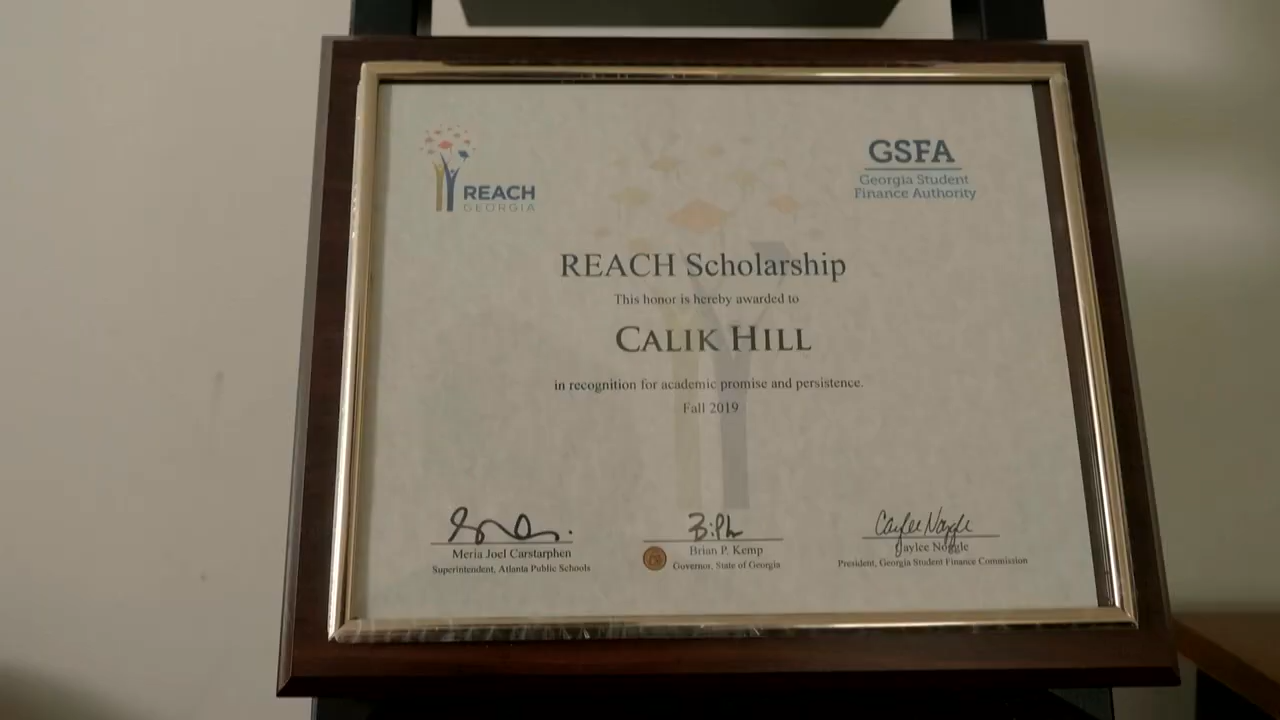 REACH
GEORGIA
GSFA
Georgia Student
Finance Authority
REACH Scholarship
This honor is hereby awarded to
CALIK HILL
in recognition for academic promise and persistence.
Fall 2019
Meria Joel Carstarphen
Superintendent, Atlanta Public Schools
Brian P. Kemp
Governor, State of Georgia
Caylee Noggle
Caylee Noggle
President, Georgia Student Finance Commission